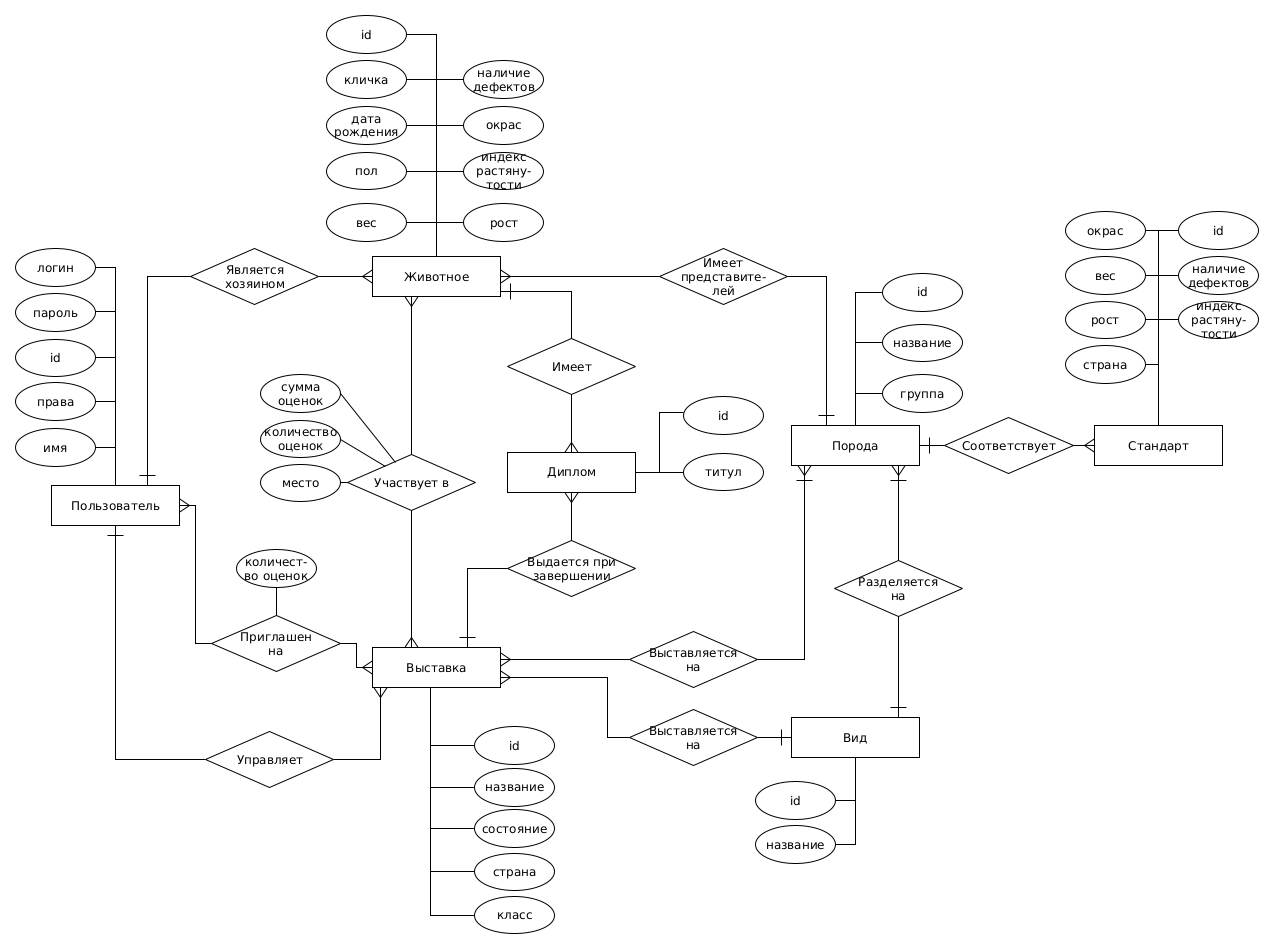 id
кличка
наличие
дефектов
дата
рождения
окрас
пол
индекс
растяну-
тости
вес
рост
Животное
логин
пароль
id
права
имя
Пользователь
Является
хозяином
Имеет
представите-
лей
id
название
группа
Порода
окрас
id
вес
наличие
дефектов
рост
индекс
растяну-
тости
страна
Стандарт
Соответствует
Имеет
сумма
оценок
количество
оценок
место
Участвует в
Диплом
id
титул
Выдается при
завершении
количест-
во оценок
Приглашен
на
Выставка
Выставляется
на
Разделяется
на
Выставляется
на
Вид
id
название
Управляет
id
название
состояние
страна
класс